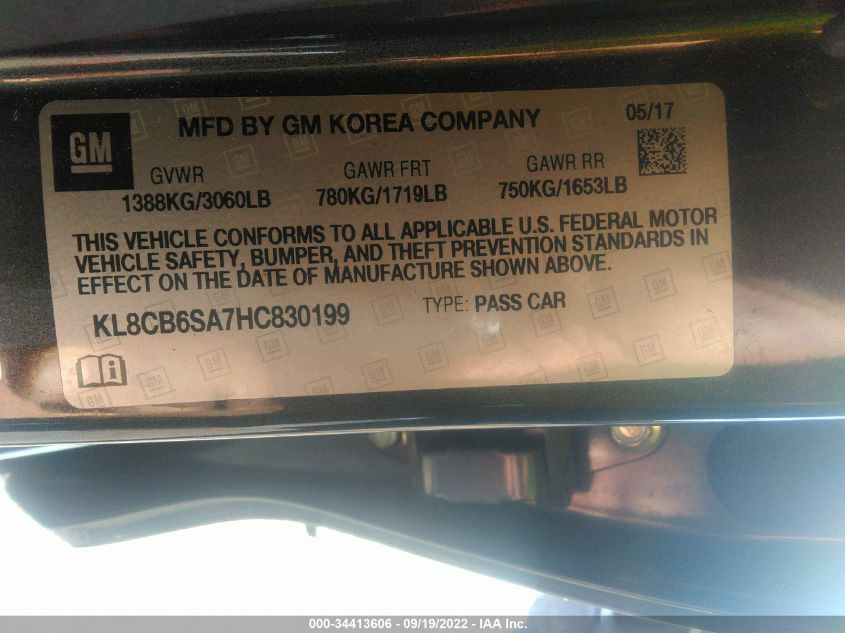 GM
MFD BY GM KOREA COMPANY
05/17
GVWR GAWR FRT GAWR RR
1388KG/3060LB 780KG/1719LB 750KG/1653LB
THIS VEHICLE CONFORMS TO ALL APPLICABLE U.S. FEDERAL MOTOR
VEHICLE SAFETY, BUMPER, AND THEFT PREVENTION STANDARDS IN
EFFECT ON THE DATE OF MANUFACTURE SHOWN ABOVE.
KL8CB6SA7HC830199 TYPE: PASS CAR
000-34413606 - 09/19/2022 - IAA Inc.